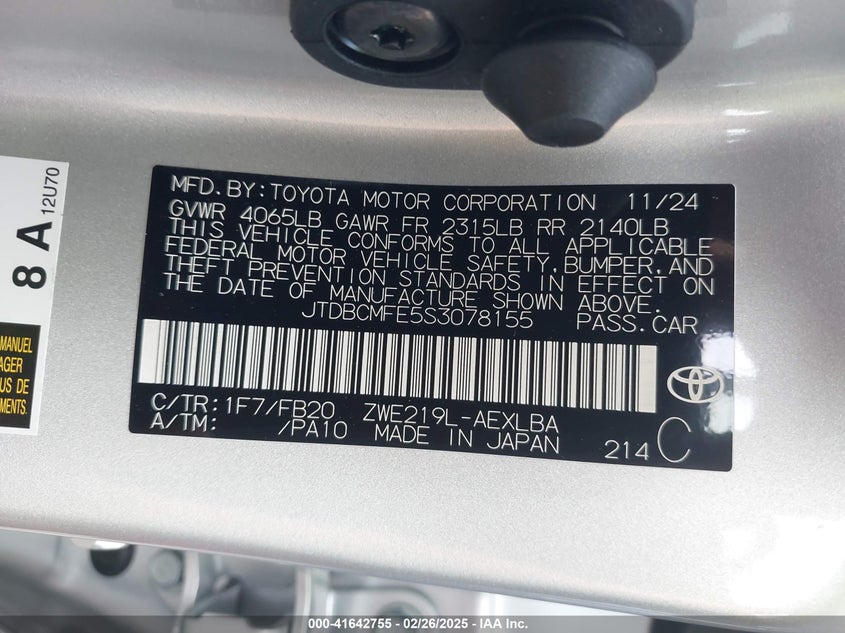 MFD. BY: TOYOTA MOTOR CORPORATION 11/24
GVWR 4065LB GAWR FR 2315LB RR 2140LB
THIS VEHICLE CONFORMS TO ALL APPLICABLE
FEDERAL MOTOR VEHICLE SAFETY, BUMPER, AND
THEFT PREVENTION STANDARDS IN EFFECT ON
THE DATE OF MANUFACTURE SHOWN ABOVE.
JTDBCMFE5S3078155 PASS. CAR
C/TR: 1F7/FB20 ZWE219L-AEXLBA
A/TM: /PA10 MADE IN JAPAN 214 C
8 A 12U70
MANUEL
AGER
US DE
MENTS.
000-41642755 - 02/26/2025 - IAA Inc.